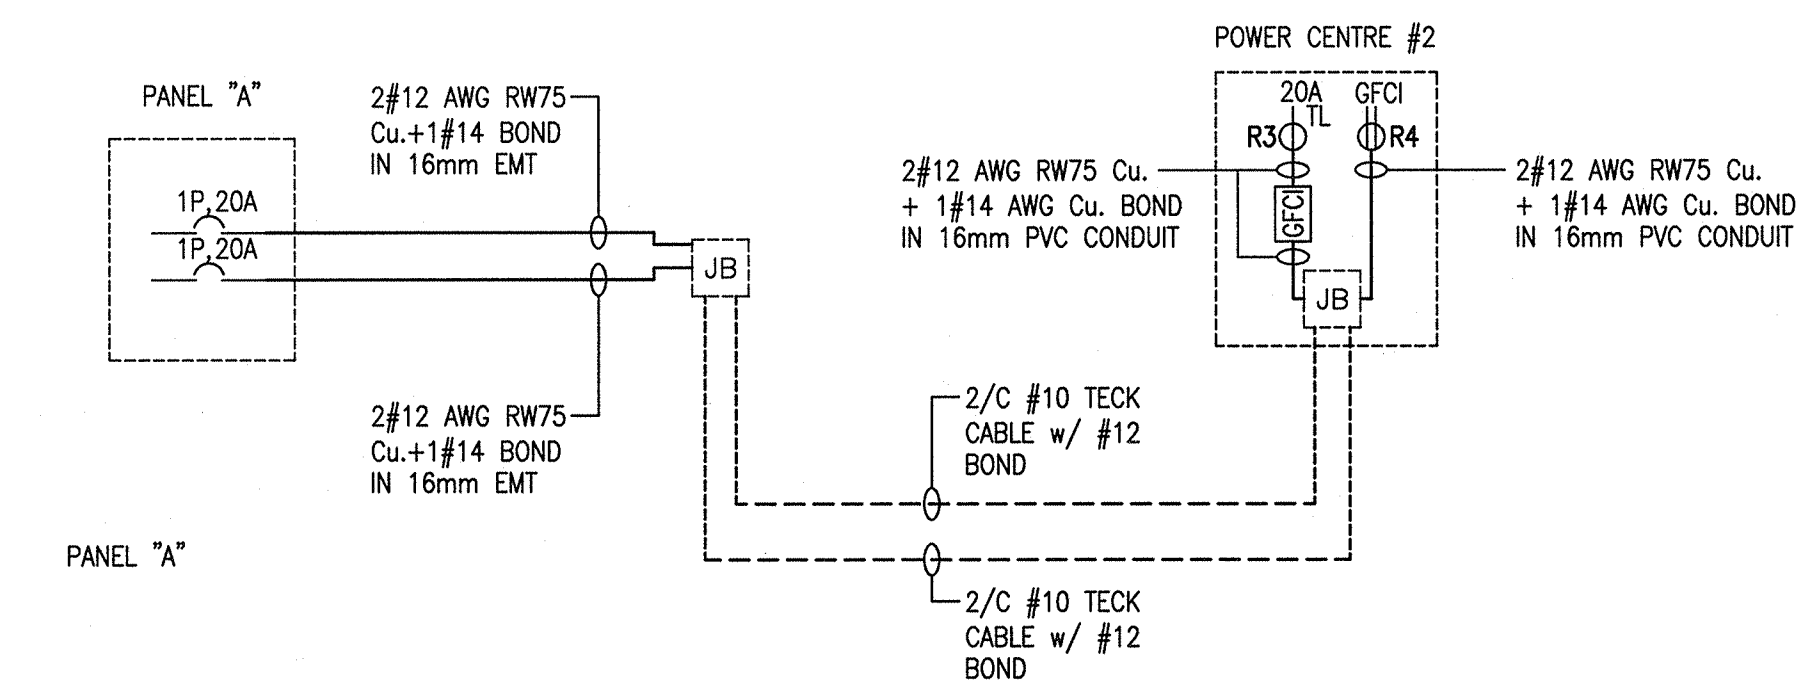 POWER CENTRE #2
PANEL "A"
2#12 AWG RW75
Cu.+1#14 BOND
IN 16mm EMT
20A
TL
GFCI
R3
R4
1P,20A
1P,20A
2#12 AWG RW75 Cu.
+ 1#14 AWG Cu. BOND
IN 16mm PVC CONDUIT
GFCI
2#12 AWG RW75 Cu.
+ 1#14 AWG Cu. BOND
IN 16mm PVC CONDUIT
JB
JB
2#12 AWG RW75
Cu.+1#14 BOND
IN 16mm EMT
2/C #10 TECK
CABLE w/ #12
BOND
PANEL "A"
2/C #10 TECK
CABLE w/ #12
BOND